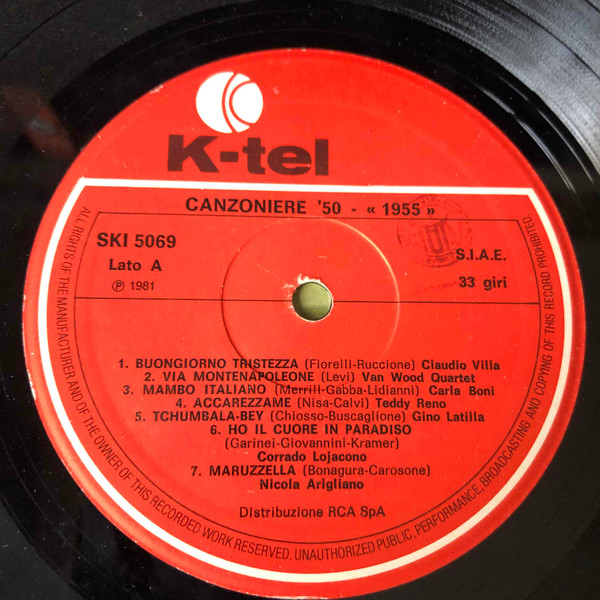 K-tel
CANZONIERE '50 - « 1955 »
SKI 5069
S.I.A.E.
Lato A
33 giri
℗ 1981
1. BUONGIORNO TRISTEZZA (Fiorelli-Ruccione) Claudio Villa
2. VIA MONTENAPOLEONE (Levi) Van Wood Quartet
3. MAMBO ITALIANO (Merrill-Gabba-Lidianni) Carla Boni
4. ACCAREZZAME (Nisa-Calvi) Teddy Reno
5. TCHUMBALA-BEY (Chiosso-Buscaglione) Gino Latilla
6. HO IL CUORE IN PARADISO
(Garinei-Giovannini-Kramer)
Corrado Lojacono
7. MARUZZELLA (Bonagura-Carosone)
Nicola Arigliano
Distribuzione RCA SpA
ALL RIGHTS OF THE MANUFACTURER AND OF THE OWNER OF THIS RECORDED WORK RESERVED. UNAUTHORIZED PUBLIC, PERFORMANCE, BROADCASTING AND COPYING OF THIS RECORD PROHIBITED.